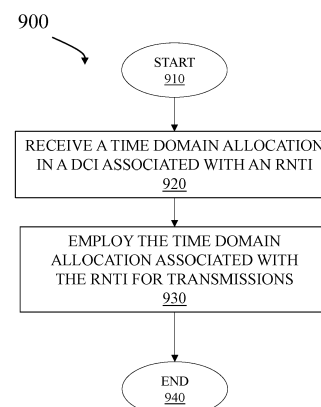 900
START
910
RECEIVE A TIME DOMAIN ALLOCATION
IN A DCI ASSOCIATED WITH AN RNTI
920
EMPLOY THE TIME DOMAIN
ALLOCATION ASSOCIATED WITH
THE RNTI FOR TRANSMISSIONS
930
END
940